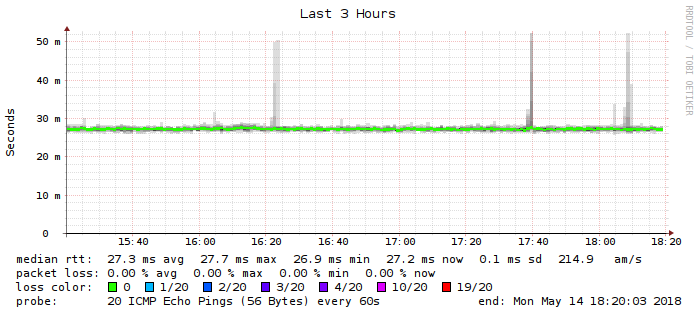 Last 3 Hours
RRDTOOL / TOBI OETIKER
Seconds
50 m
40 m
30 m
20 m
10 m
0
15:40 16:00 16:20 16:40 17:00 17:20 17:40 18:00 18:20
median rtt: 27.3 ms avg 27.7 ms max 26.9 ms min 27.2 ms now 0.1 ms sd 214.9 am/s
packet loss: 0.00 % avg 0.00 % max 0.00 % min 0.00 % now
loss color: 0 1/20 2/20 3/20 4/20 10/20 19/20
probe: 20 ICMP Echo Pings (56 Bytes) every 60s end: Mon May 14 18:20:03 2018